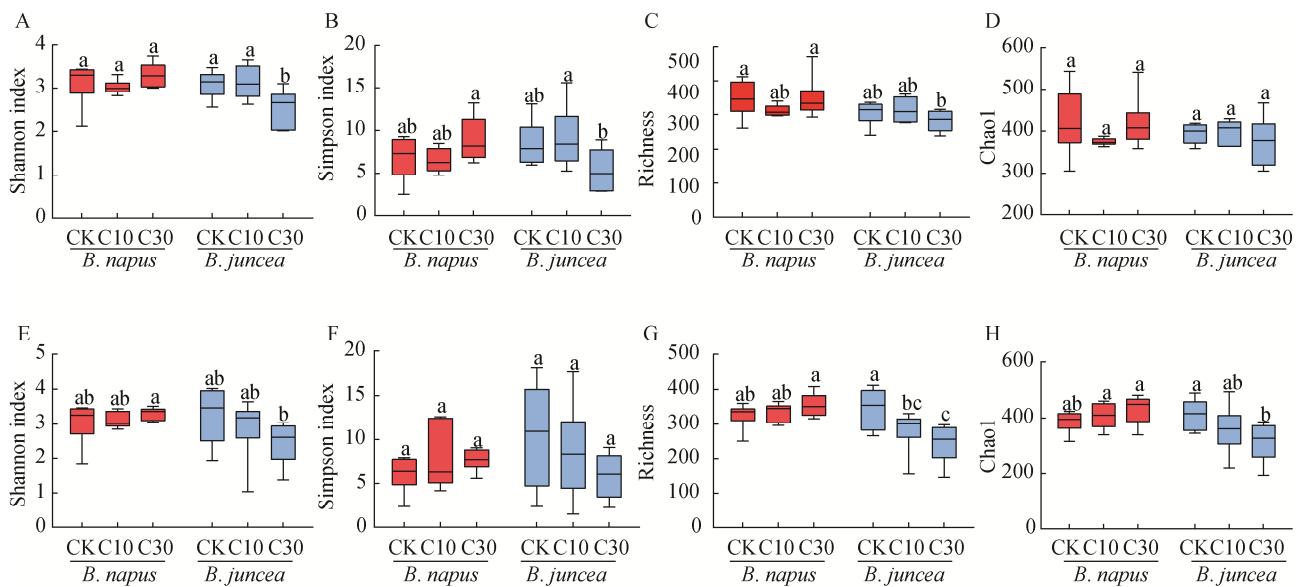 A
Shannon index
4
3
2
1
0
a a a a a b
CK C10 C30 CK C10 C30
B. napus B. juncea
B
Simpson index
20
15
10
5
0
ab ab a ab a b
CK C10 C30 CK C10 C30
B. napus B. juncea
C
Richness
500
400
300
200
100
0
a ab a ab ab b
CK C10 C30 CK C10 C30
B. napus B. juncea
D
Chao1
600
500
400
300
200
a a a a a a
CK C10 C30 CK C10 C30
B. napus B. juncea
E
Shannon index
5
4
3
2
1
0
ab ab a ab ab b
CK C10 C30 CK C10 C30
B. napus B. juncea
F
Simpson index
20
15
10
5
0
a a a a a a
CK C10 C30 CK C10 C30
B. napus B. juncea
G
Richness
500
400
300
200
100
0
ab ab a a bc c
CK C10 C30 CK C10 C30
B. napus B. juncea
H
Chao1
600
400
200
0
ab a a a ab b
CK C10 C30 CK C10 C30
B. napus B. juncea